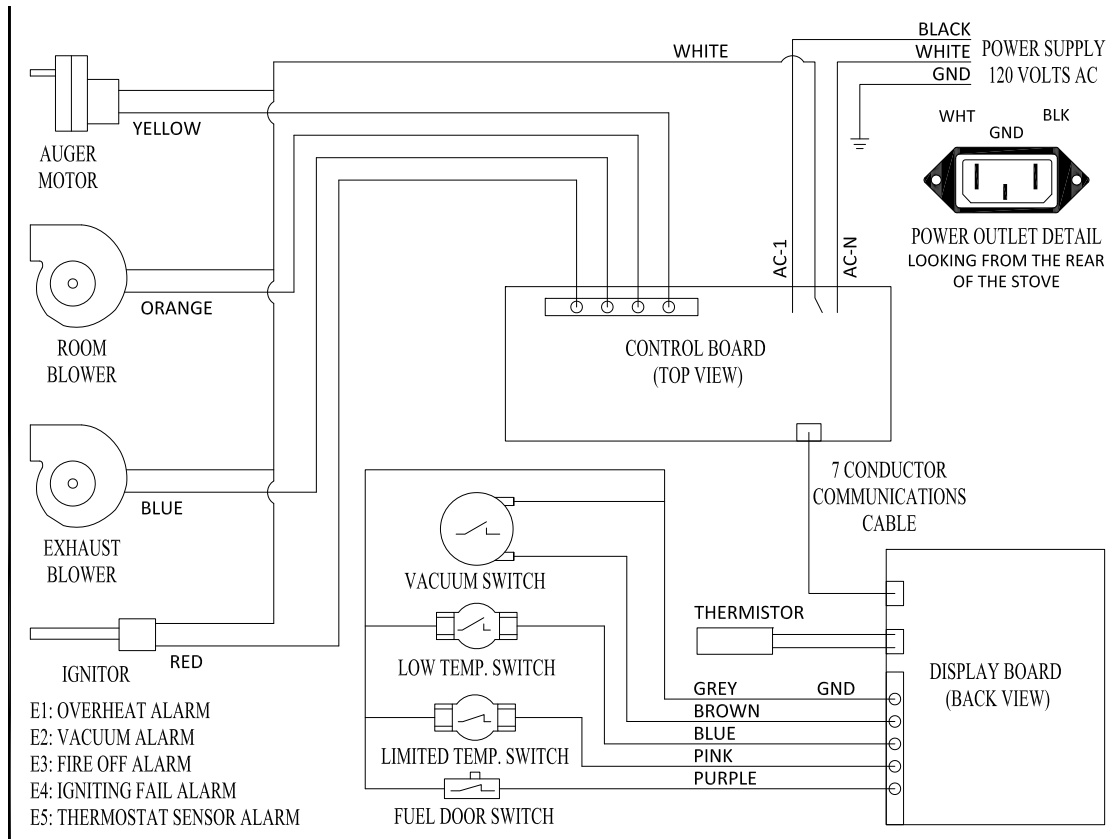 BLACK
WHITE
WHITE
GND
POWER SUPPLY
120 VOLTS AC
YELLOW
AUGER
MOTOR
WHT
BLK
GND
POWER OUTLET DETAIL
LOOKING FROM THE REAR
OF THE STOVE
AC-1
AC-N
ORANGE
ROOM
BLOWER
CONTROL BOARD
(TOP VIEW)
BLUE
EXHAUST
BLOWER
7 CONDUCTOR
COMMUNICATIONS
CABLE
VACUUM SWITCH
THERMISTOR
LOW TEMP. SWITCH
RED
IGNITOR
DISPLAY BOARD
(BACK VIEW)
GREY
GND
BROWN
BLUE
PINK
PURPLE
LIMITED TEMP. SWITCH
FUEL DOOR SWITCH
E1: OVERHEAT ALARM
E2: VACUUM ALARM
E3: FIRE OFF ALARM
E4: IGNITING FAIL ALARM
E5: THERMOSTAT SENSOR ALARM